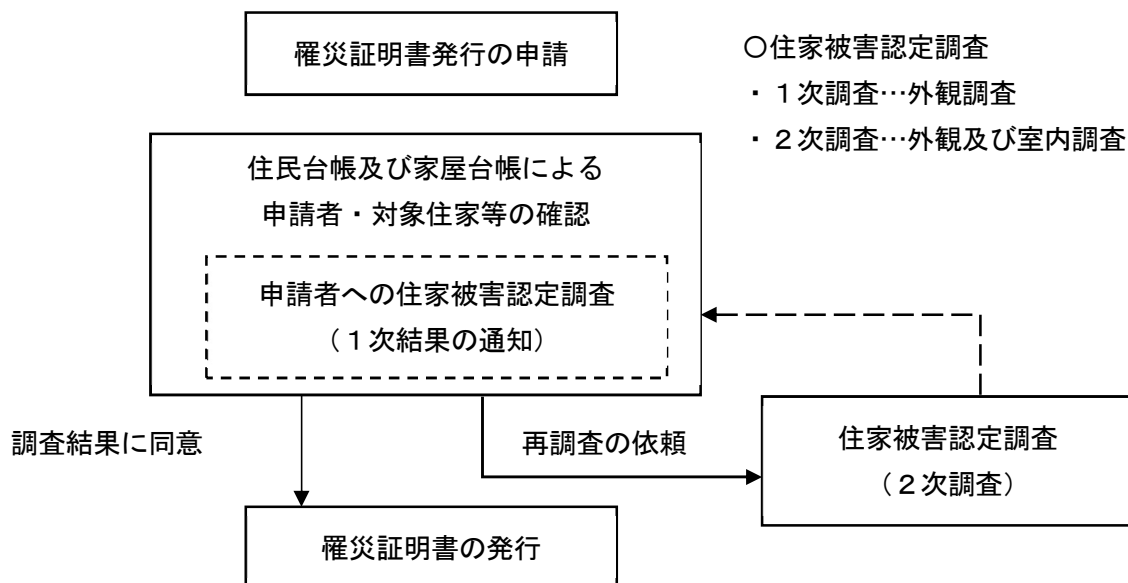 罹災証明書発行の申請
〇住家被害認定調査
・１次調査…外観調査
・２次調査…外観及び室内調査
住民台帳及び家屋台帳による
申請者・対象住家等の確認
申請者への住家被害認定調査
（１次結果の通知）
調査結果に同意
再調査の依頼
住家被害認定調査
（２次調査）
罹災証明書の発行